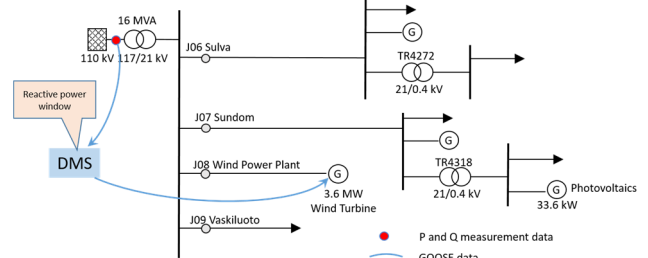 16 MVA
110 kV 117/21 kV
J06 Sulva
G
TR4272
21/0.4 kV
Reactive power
window
DMS
J07 Sundom
G
J08 Wind Power Plant
G
3.6 MW
Wind Turbine
TR4318
21/0.4 kV
G Photovoltaics
33.6 kW
J09 Vaskiluoto
P and Q measurement data
GOOSE data